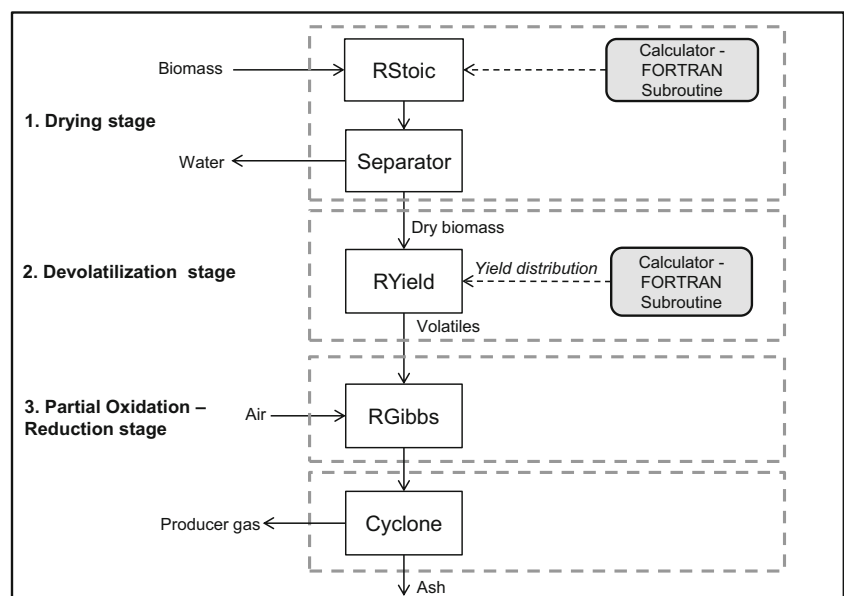 Biomass
RStoic
Calculator -
FORTRAN
Subroutine
1. Drying stage
Water
Separator
Dry biomass
2. Devolatilization stage
RYield
Yield distribution
Calculator -
FORTRAN
Subroutine
Volatiles
3. Partial Oxidation –
Reduction stage
Air
RGibbs
Producer gas
Cyclone
Ash